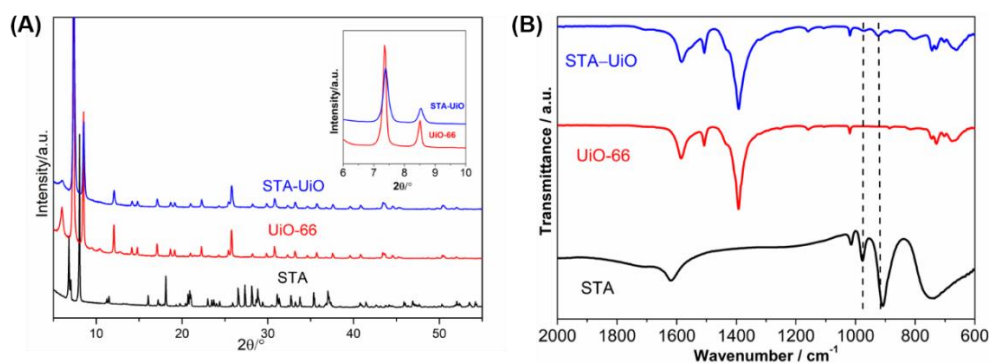 (A)
Intensity/a.u.
STA-UiO
UiO-66
STA
10
20
30
40
50
2θ/°
Intensity/a.u.
STA-UiO
UiO-66
6
7
8
9
10
2θ/°
(B)
Transmittance / a.u.
STA–UiO
UiO-66
STA
2000
1800
1600
1400
1200
1000
800
600
Wavenumber / cm⁻¹